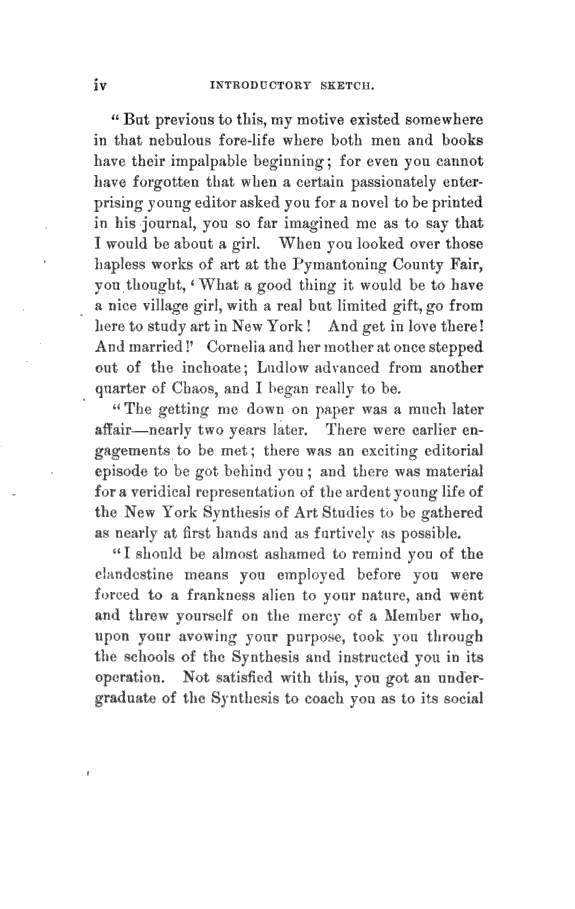 iv INTRODUCTORY SKETCH.
“ But previous to this, my motive existed somewhere
in that nebulous fore-life where both men and books
have their impalpable beginning ; for even you cannot
have forgotten that when a certain passionately enter-
prising young editor asked you for a novel to be printed
in his journal, you so far imagined me as to say that
I would be about a girl. When you looked over those
hapless works of art at the Pymantoning County Fair,
you thought, ‘ What a good thing it would be to have
a nice village girl, with a real but limited gift, go from
here to study art in New York ! And get in love there!
And married !’ Cornelia and her mother at once stepped
out of the inchoate ; Ludlow advanced from another
quarter of Chaos, and I began really to be.
“ The getting me down on paper was a much later
affair—nearly two years later. There were earlier en-
gagements to be met ; there was an exciting editorial
episode to be got behind you ; and there was material
for a veridical representation of the ardent young life of
the New York Synthesis of Art Studies to be gathered
as nearly at first hands and as furtively as possible.
“ I should be almost ashamed to remind you of the
clandestine means you employed before you were
forced to a frankness alien to your nature, and went
and threw yourself on the mercy of a Member who,
upon your avowing your purpose, took you through
the schools of the Synthesis and instructed you in its
operation. Not satisfied with this, you got an under-
graduate of the Synthesis to coach you as to its social